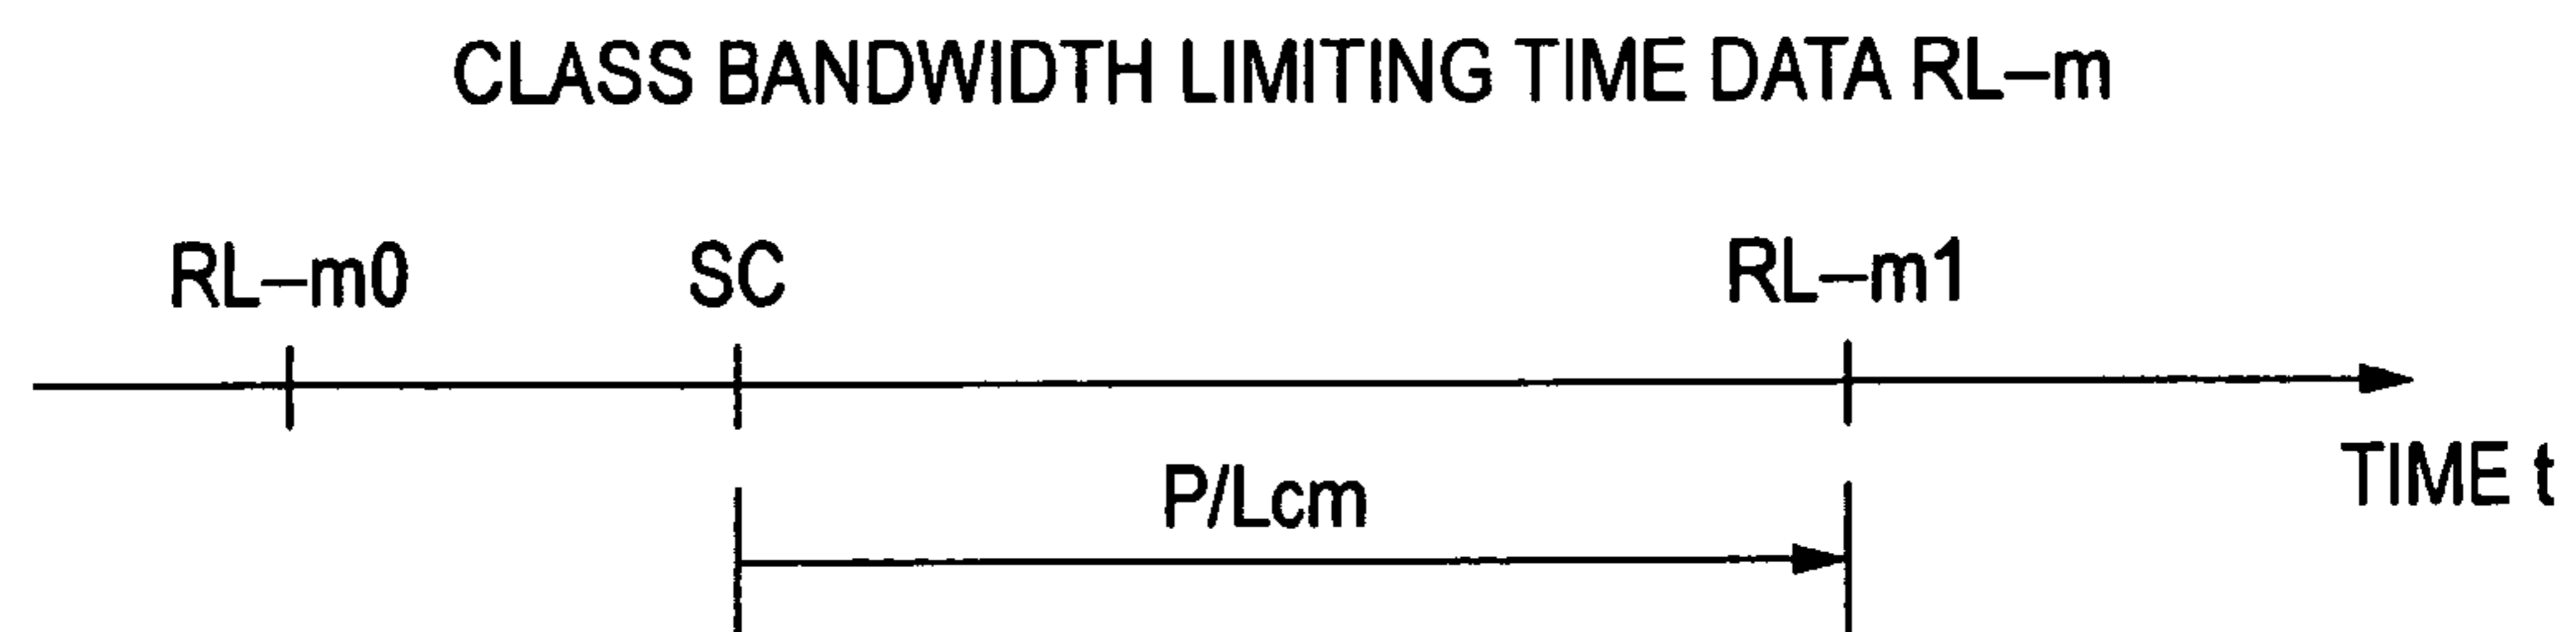 CLASS BANDWIDTH LIMITING TIME DATA RL–m
RL–m0 SC RL–m1
TIME t
P/Lcm